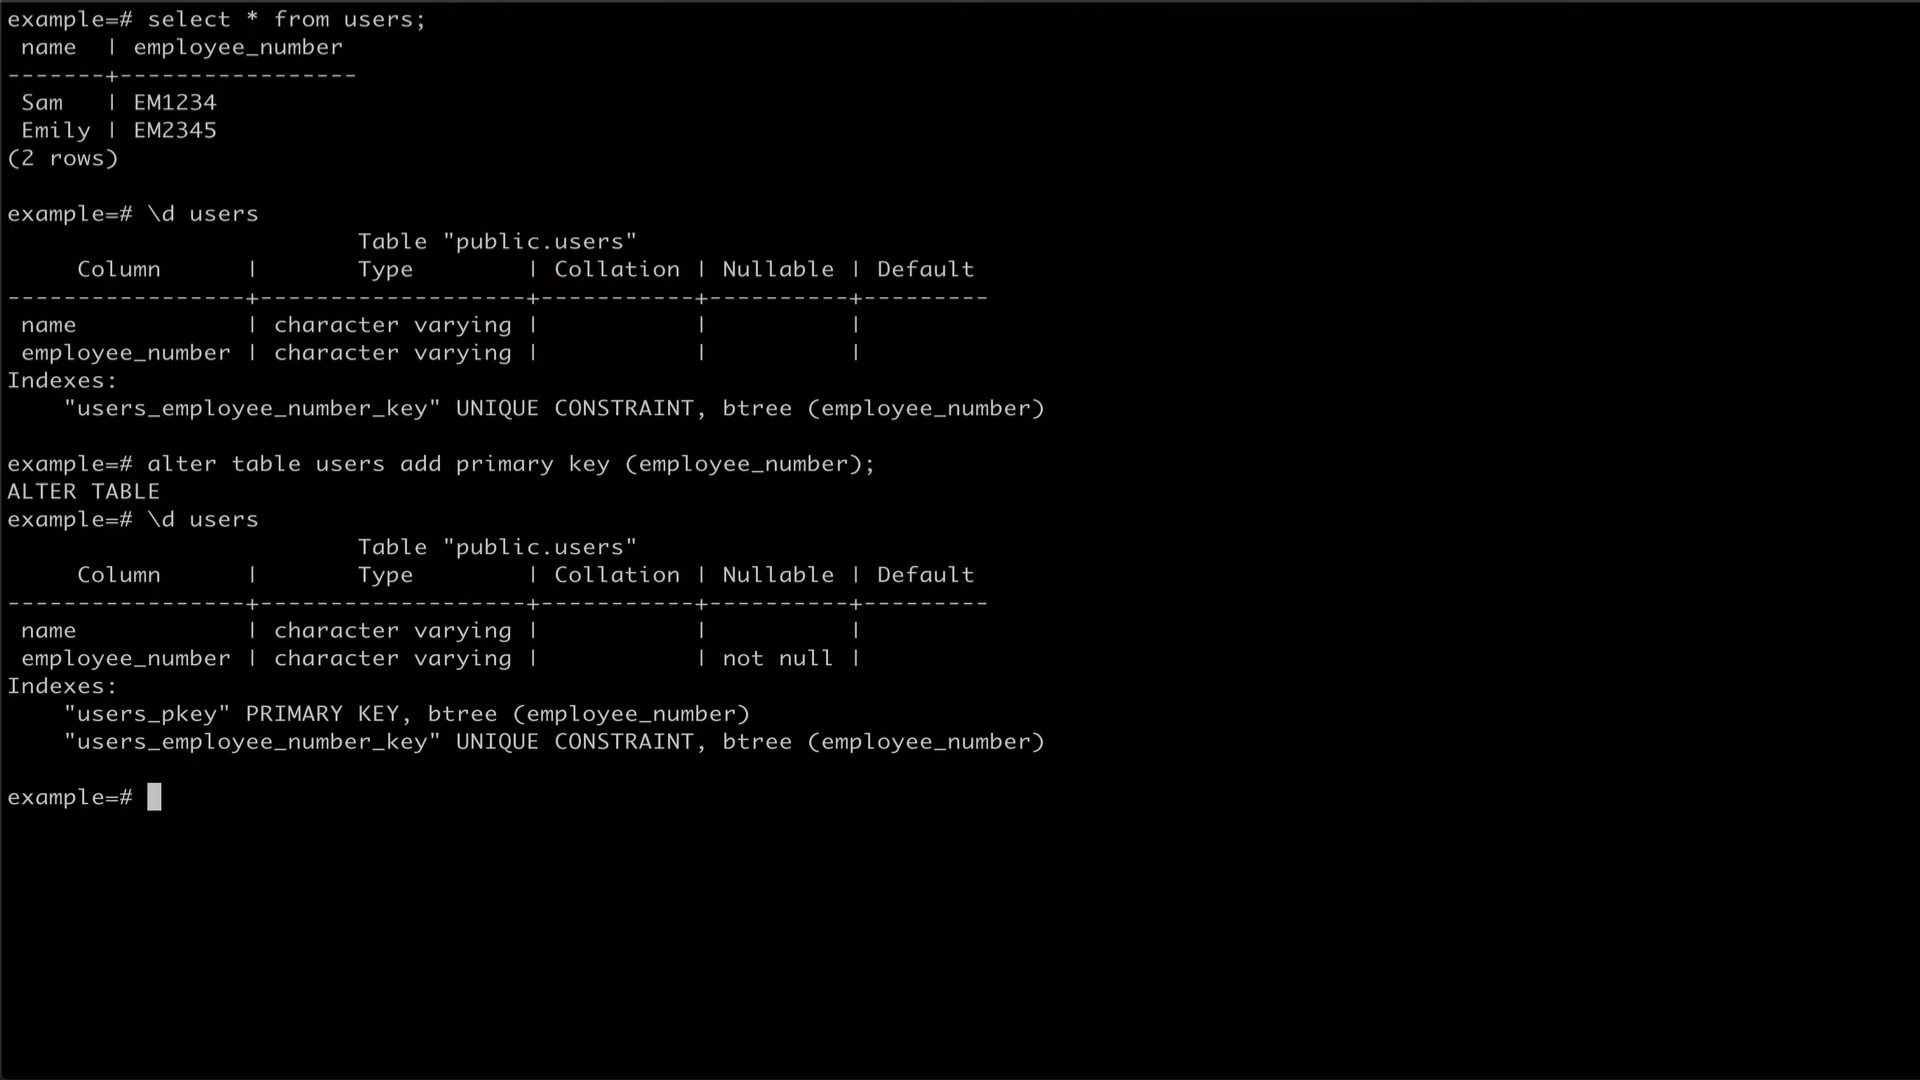 example=# select * from users;
 name  | employee_number
-------+-----------------
 Sam   | EM1234
 Emily | EM2345
(2 rows)

example=# \d users
                         Table "public.users"
     Column      |       Type        | Collation | Nullable | Default
-----------------+-------------------+-----------+----------+---------
 name            | character varying |           |          |
 employee_number | character varying |           |          |
Indexes:
    "users_employee_number_key" UNIQUE CONSTRAINT, btree (employee_number)

example=# alter table users add primary key (employee_number);
ALTER TABLE
example=# \d users
                         Table "public.users"
     Column      |       Type        | Collation | Nullable | Default
-----------------+-------------------+-----------+----------+---------
 name            | character varying |           |          |
 employee_number | character varying |           | not null |
Indexes:
    "users_pkey" PRIMARY KEY, btree (employee_number)
    "users_employee_number_key" UNIQUE CONSTRAINT, btree (employee_number)

example=#